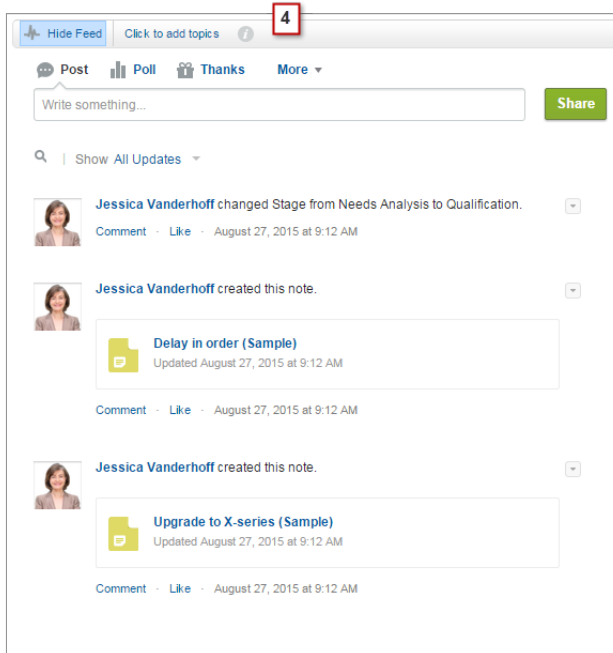 4
Hide Feed Click to add topics i
Post Poll Thanks More
Write something... Share
Show All Updates
Jessica Vanderhoff changed Stage from Needs Analysis to Qualification.
Comment · Like · August 27, 2015 at 9:12 AM
Jessica Vanderhoff created this note.
Delay in order (Sample)
Updated August 27, 2015 at 9:12 AM
Comment · Like · August 27, 2015 at 9:12 AM
Jessica Vanderhoff created this note.
Upgrade to X-series (Sample)
Updated August 27, 2015 at 9:12 AM
Comment · Like · August 27, 2015 at 9:12 AM